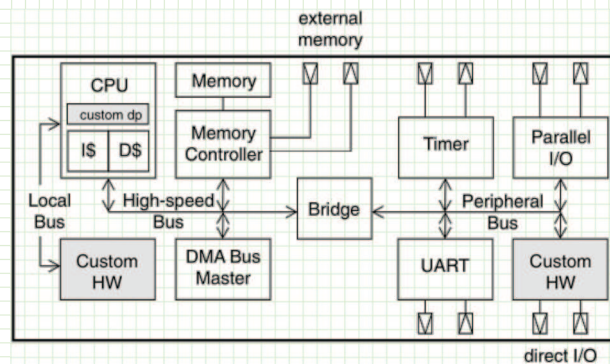 external
memory
CPU
custom dp
I$ D$
Memory
Memory
Controller
Timer
Parallel
I/O
Local
Bus
High-speed
Bus
Bridge
Peripheral
Bus
Custom
HW
DMA Bus
Master
UART
Custom
HW
direct I/O